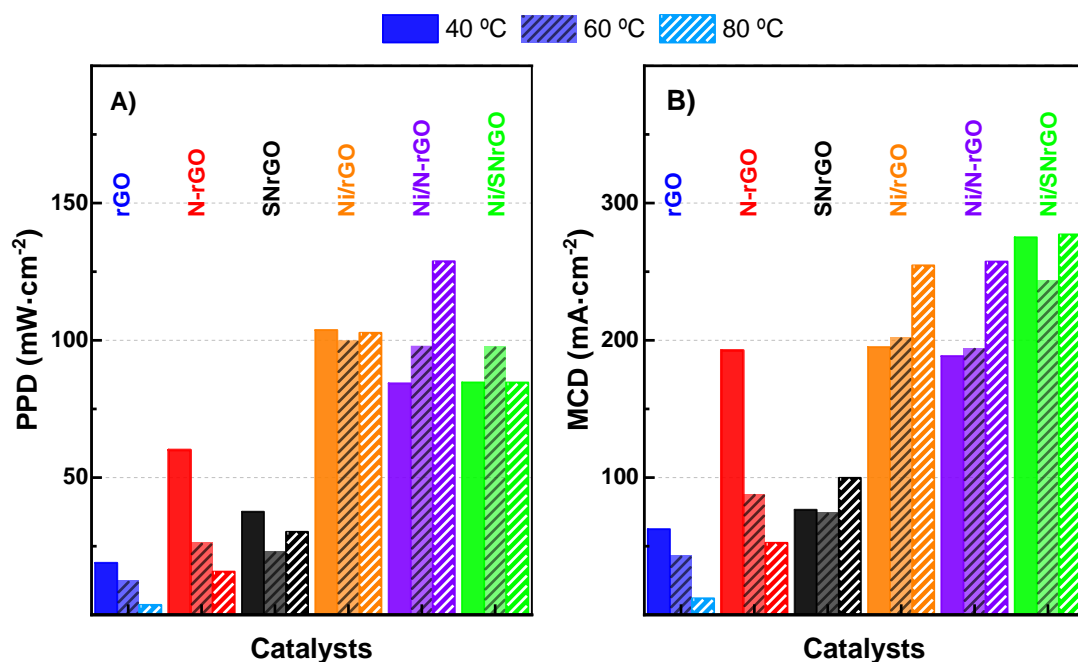 40 ºC 60 ºC 80 ºC
A)
rGO
N-rGO
SNrGO
Ni/rGO
Ni/N-rGO
Ni/SNrGO
150
100
50
PPD (mW·cm⁻²)
Catalysts
B)
rGO
N-rGO
SNrGO
Ni/rGO
Ni/N-rGO
Ni/SNrGO
300
200
100
0
MCD (mA·cm⁻²)
Catalysts